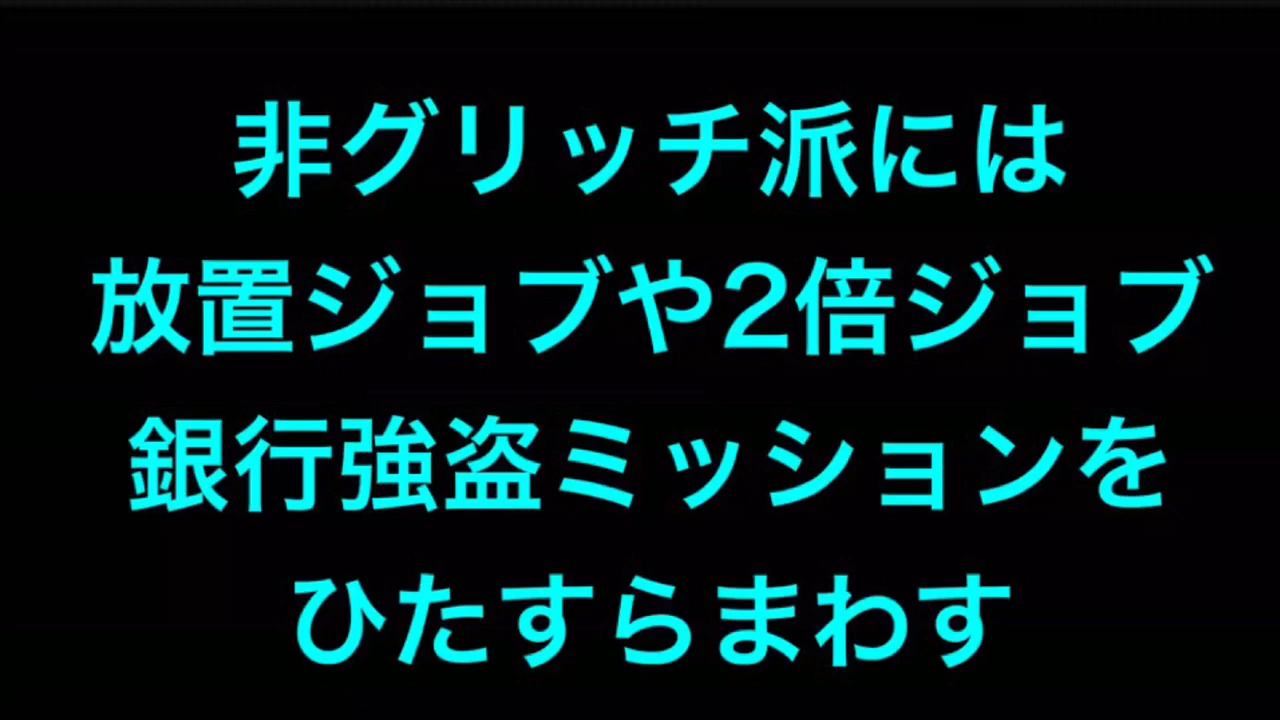 非グリッチ派には
放置ジョブや2倍ジョブ
銀行強盗ミッションを
ひたすらまわす